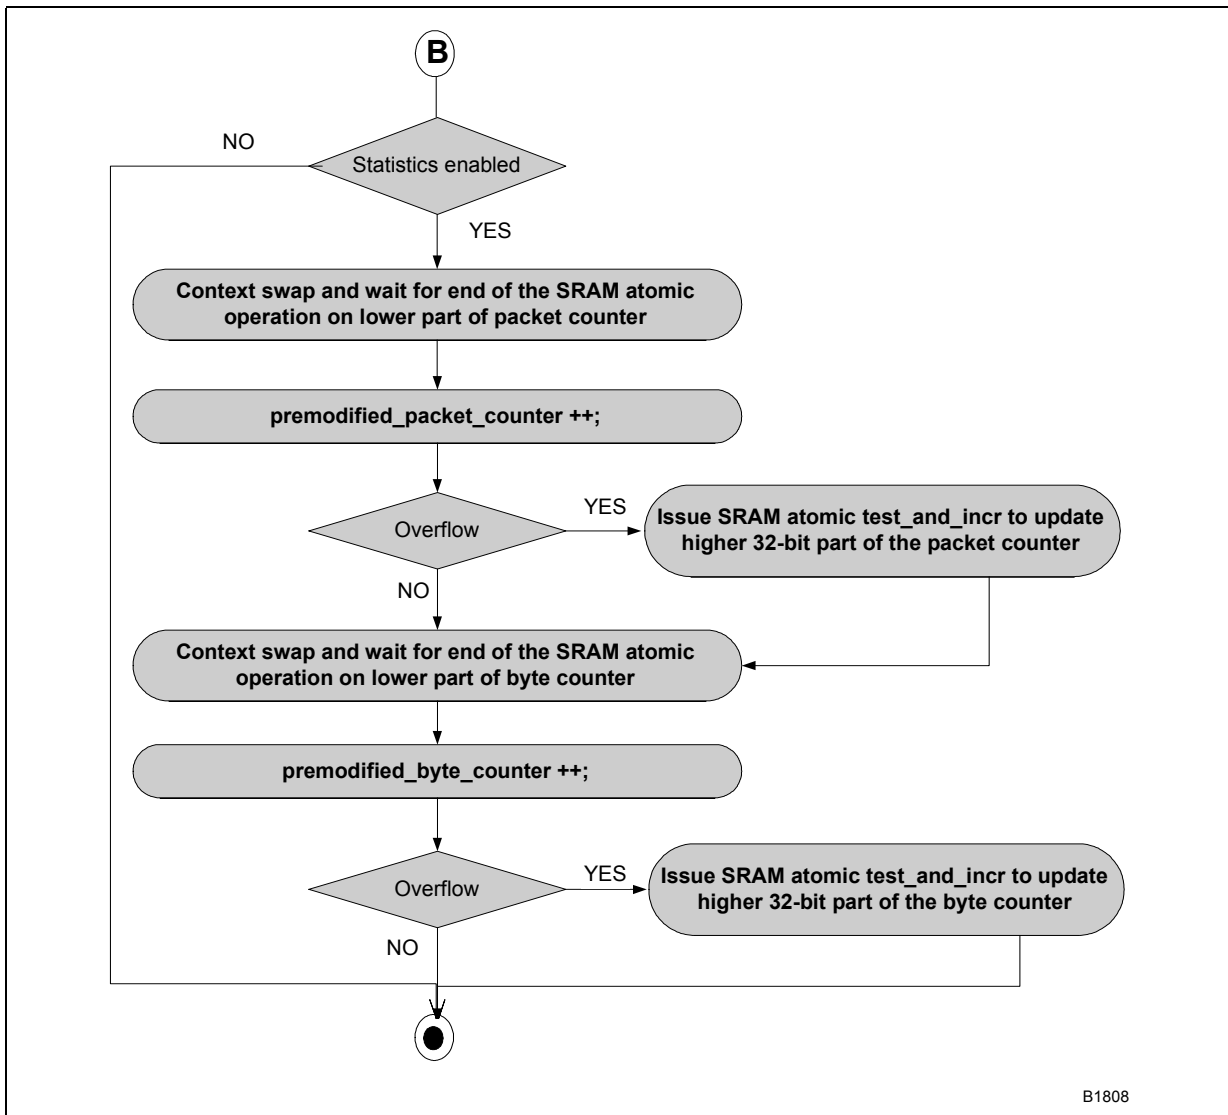 B
NO
Statistics enabled
YES
Context swap and wait for end of the SRAM atomic
operation on lower part of packet counter
premodified_packet_counter ++;
Overflow
YES
Issue SRAM atomic test_and_incr to update
higher 32-bit part of the packet counter
NO
Context swap and wait for end of the SRAM atomic
operation on lower part of byte counter
premodified_byte_counter ++;
Overflow
YES
Issue SRAM atomic test_and_incr to update
higher 32-bit part of the byte counter
NO
B1808